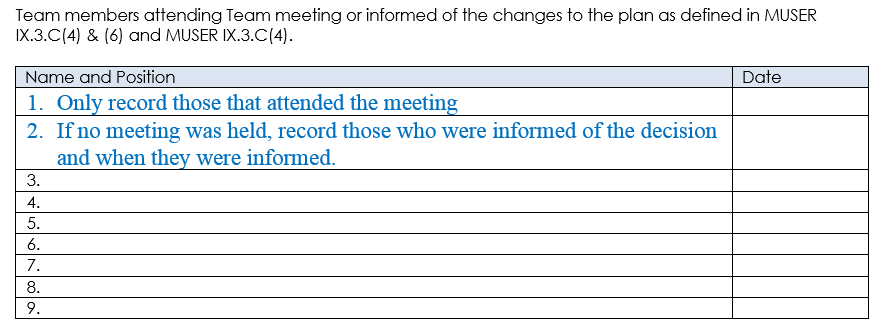 Team members attending Team meeting or informed of the changes to the plan as defined in MUSER
IX.3.C(4) & (6) and MUSER IX.3.C(4).
Name and Position Date
1. Only record those that attended the meeting
2. If no meeting was held, record those who were informed of the decision
and when they were informed.
3.
4.
5.
6.
7.
8.
9.